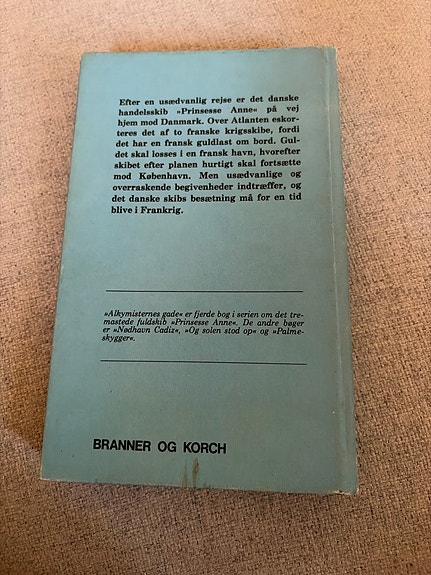 Efter en usædvanlig rejse er det danske
handelsskib »Prinsesse Anne« på vej
hjem mod Danmark. Over Atlanten eskor-
teres det af to franske krigsskibe, fordi
det har en fransk guldlast om bord. Gul-
det skal losses i en fransk havn, hvorefter
skibet efter planen hurtigt skal fortsætte
mod København. Men usædvanlige og
overraskende begivenheder indtræffer, og
det danske skibs besætning må for en tid
blive i Frankrig.
»Alkymisternes gade« er fjerde bog i serien om det tre-
mastede fuldskib »Prinsesse Anne«. De andre bøger
er »Nødhavn Cadiz«, »Og solen stod op« og »Palme-
skygger«.
BRANNER OG KORCH